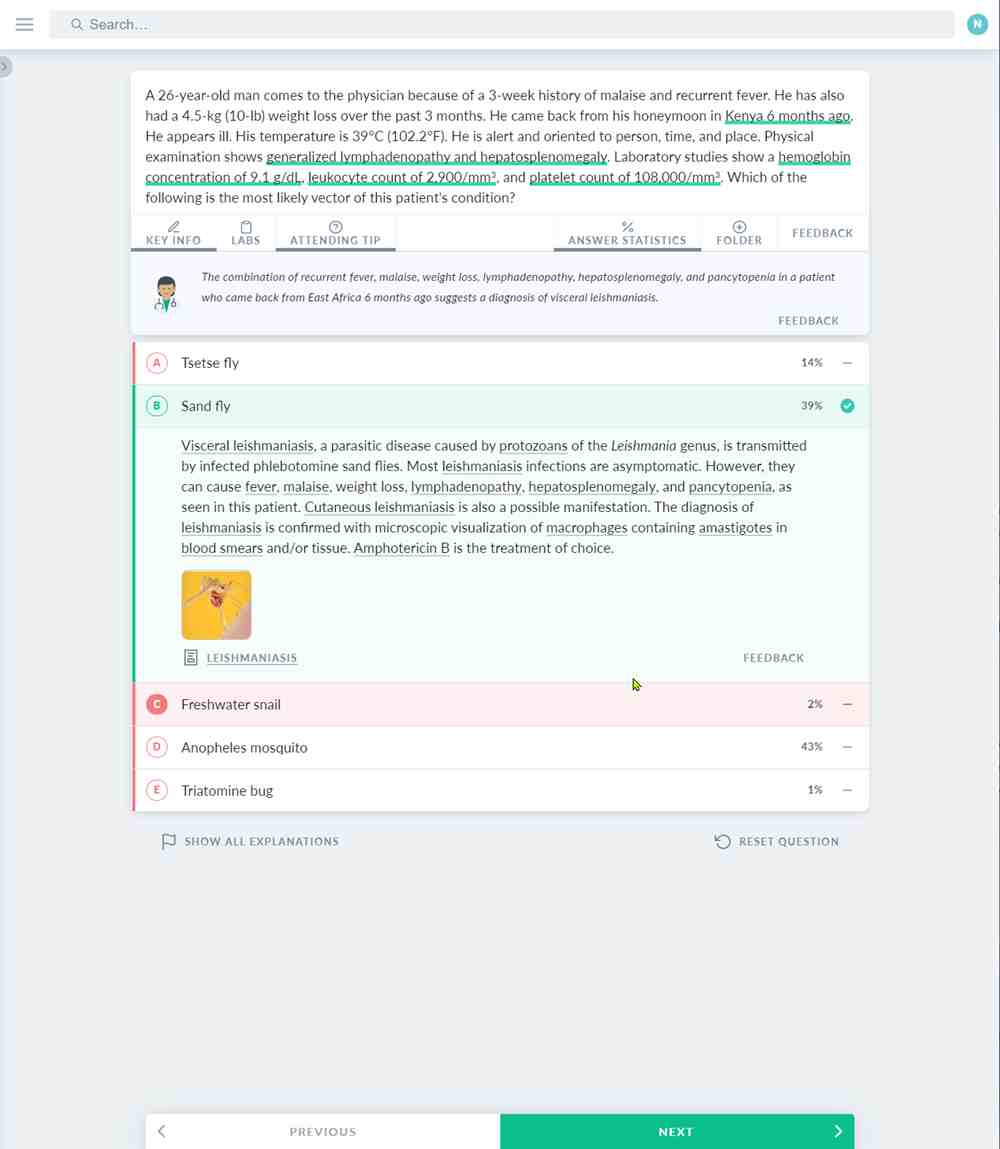 Search…
N
A 26-year-old man comes to the physician because of a 3-week history of malaise and recurrent fever. He has also
had a 4.5-kg (10-lb) weight loss over the past 3 months. He came back from his honeymoon in Kenya 6 months ago.
He appears ill. His temperature is 39°C (102.2°F). He is alert and oriented to person, time, and place. Physical
examination shows generalized lymphadenopathy and hepatosplenomegaly. Laboratory studies show a hemoglobin
concentration of 9.1 g/dL, leukocyte count of 2,900/mm³, and platelet count of 108,000/mm³. Which of the
following is the most likely vector of this patient's condition?
KEY INFO LABS ATTENDING TIP ANSWER STATISTICS FOLDER FEEDBACK
The combination of recurrent fever, malaise, weight loss, lymphadenopathy, hepatosplenomegaly, and pancytopenia in a patient
who came back from East Africa 6 months ago suggests a diagnosis of visceral leishmaniasis.
FEEDBACK
A Tsetse fly 14%
B Sand fly 39%
Visceral leishmaniasis, a parasitic disease caused by protozoans of the Leishmania genus, is transmitted
by infected phlebotomine sand flies. Most leishmaniasis infections are asymptomatic. However, they
can cause fever, malaise, weight loss, lymphadenopathy, hepatosplenomegaly, and pancytopenia, as
seen in this patient. Cutaneous leishmaniasis is also a possible manifestation. The diagnosis of
leishmaniasis is confirmed with microscopic visualization of macrophages containing amastigotes in
blood smears and/or tissue. Amphotericin B is the treatment of choice.
LEISHMANIASIS FEEDBACK
C Freshwater snail 2%
D Anopheles mosquito 43%
E Triatomine bug 1%
SHOW ALL EXPLANATIONS RESET QUESTION
PREVIOUS NEXT